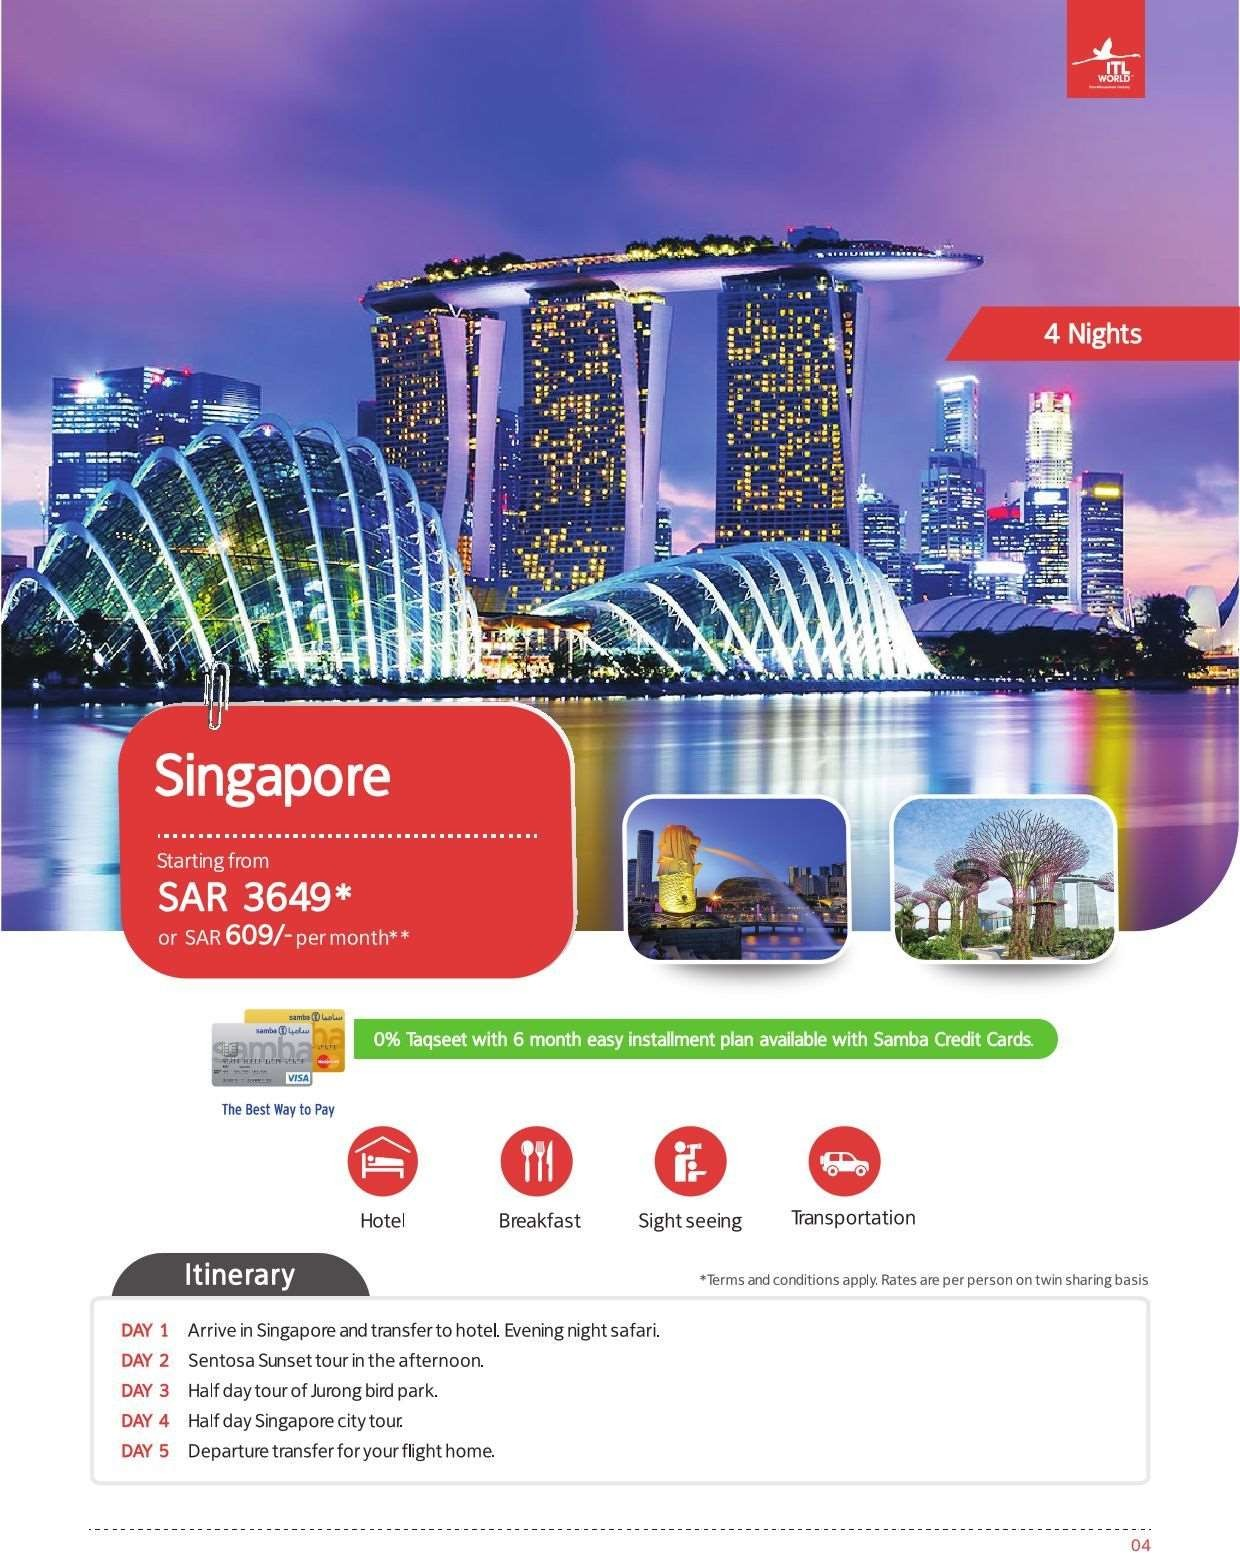 ITL
WORLD
4 Nights
Singapore
Starting from
SAR 3649*
or SAR 609/- per month**
samba سامبا
samba سامبا
samba
VISA
0% Taqseet with 6 month easy installment plan available with Samba Credit Cards.
The Best Way to Pay
Hotel
Breakfast
Sight seeing
Transportation
Itinerary
*Terms and conditions apply. Rates are per person on twin sharing basis
DAY 1 Arrive in Singapore and transfer to hotel. Evening night safari.
DAY 2 Sentosa Sunset tour in the afternoon.
DAY 3 Half day tour of Jurong bird park.
DAY 4 Half day Singapore city tour.
DAY 5 Departure transfer for your flight home.
04